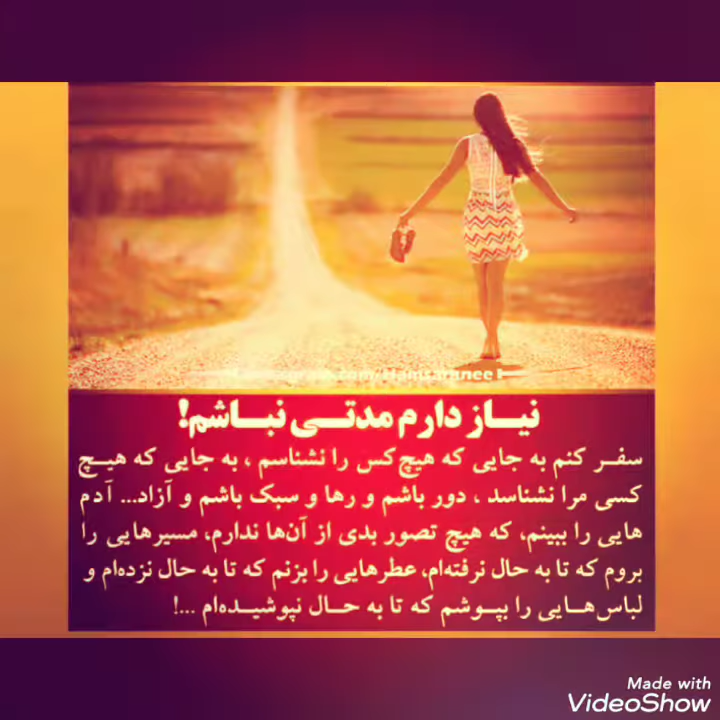 نیاز دارم مدتی نباشم!
سفر کنم به جایی که هیچ کس را نشناسم ، به جایی که هیچ
کسی مرا نشناسد ، دور باشم و رها و سبک باشم و آزاد... آدم
هایی را ببینم، که هیچ تصور بدی از آن‌ها ندارم، مسیرهایی را
بروم که تا به حال نرفته‌ام، عطرهایی را بزنم که تا به حال نزده‌ام و
لباس‌هایی را بپوشم که تا به حال نپوشیده‌ام ...!
Made with
VideoShow